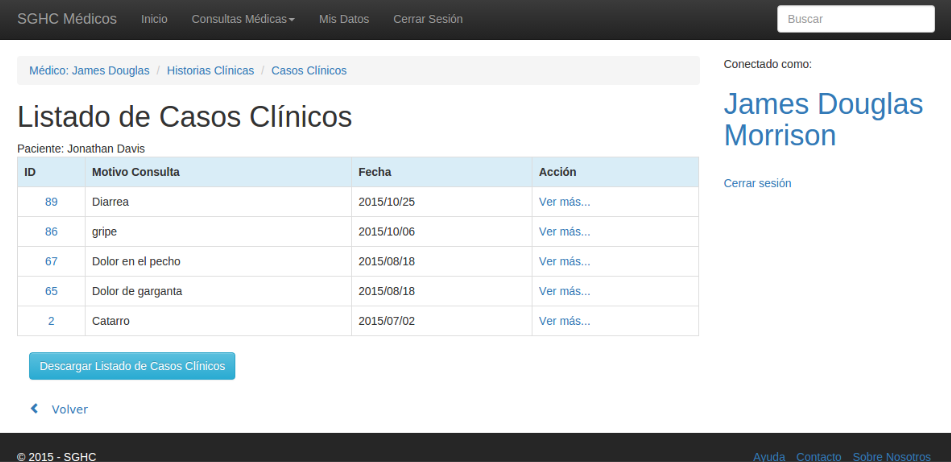 SGHC Médicos Inicio Consultas Médicas Mis Datos Cerrar Sesión Buscar
Médico: James Douglas / Historias Clínicas / Casos Clínicos
Listado de Casos Clínicos
Paciente: Jonathan Davis
ID Motivo Consulta Fecha Acción
89 Diarrea 2015/10/25 Ver más...
86 gripe 2015/10/06 Ver más...
67 Dolor en el pecho 2015/08/18 Ver más...
65 Dolor de garganta 2015/08/18 Ver más...
2 Catarro 2015/07/02 Ver más...
Descargar Listado de Casos Clínicos
Volver
Conectado como:
James Douglas
Morrison
Cerrar sesión
© 2015 - SGHC Ayuda Contacto Sobre Nosotros